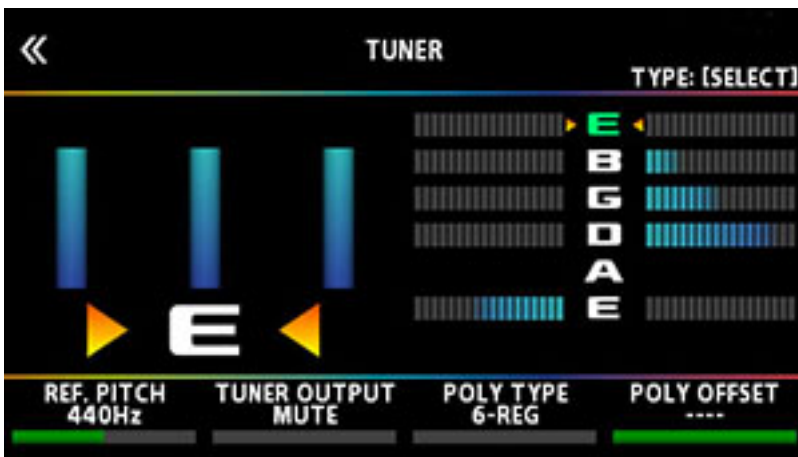 TUNER
TYPE: [SELECT]
E
B
G
D
A
E
E
REF. PITCH
440Hz
TUNER OUTPUT
MUTE
POLY TYPE
6-REG
POLY OFFSET
----